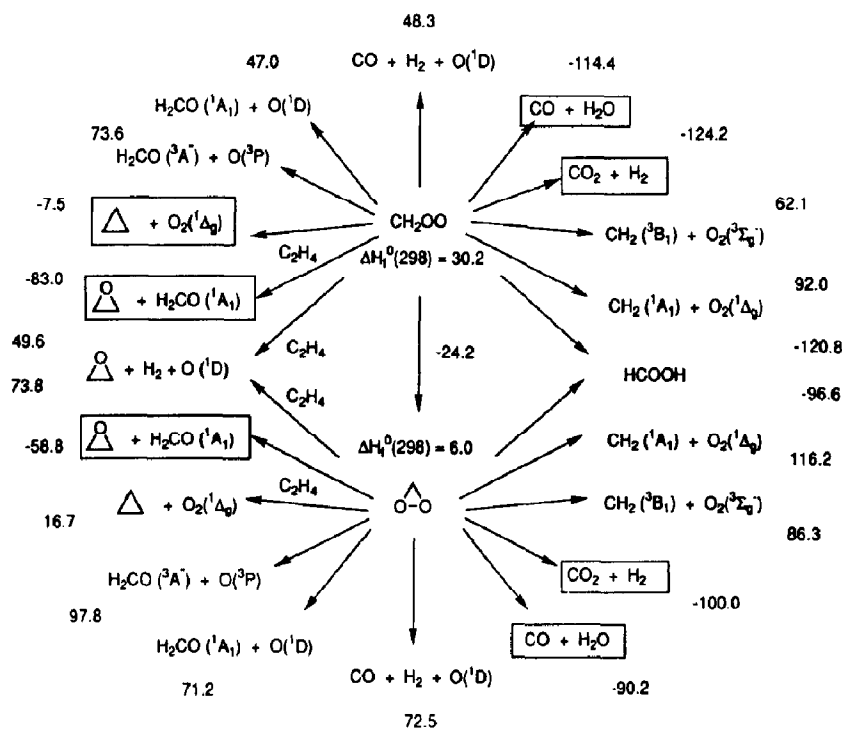 48.3
CO + H₂ + O(¹D)
47.0
-114.4
H₂CO (¹A₁) + O(¹D)
CO + H₂O
73.6
-124.2
H₂CO (³A") + O(³P)
CO₂ + H₂
-7.5
62.1
+ O₂(¹Δg)
CH₂OO
CH₂ (³B₁) + O₂(³Σg⁻)
C₂H₄
ΔHf⁰(298) = 30.2
-83.0
92.0
O
+ H₂CO (¹A₁)
CH₂ (¹A₁) + O₂(¹Δg)
49.6
-120.8
C₂H₄
-24.2
O
+ H₂ + O (¹D)
HCOOH
73.8
-96.6
C₂H₄
-56.8
O
+ H₂CO (¹A₁)
ΔHf⁰(298) = 6.0
CH₂ (¹A₁) + O₂(¹Δg)
116.2
C₂H₄
+ O₂(¹Δg)
O-O
CH₂ (³B₁) + O₂(³Σg⁻)
16.7
86.3
H₂CO (³A") + O(³P)
CO₂ + H₂
-100.0
97.8
H₂CO (¹A₁) + O(¹D)
CO + H₂O
71.2
CO + H₂ + O(¹D)
-90.2
72.5